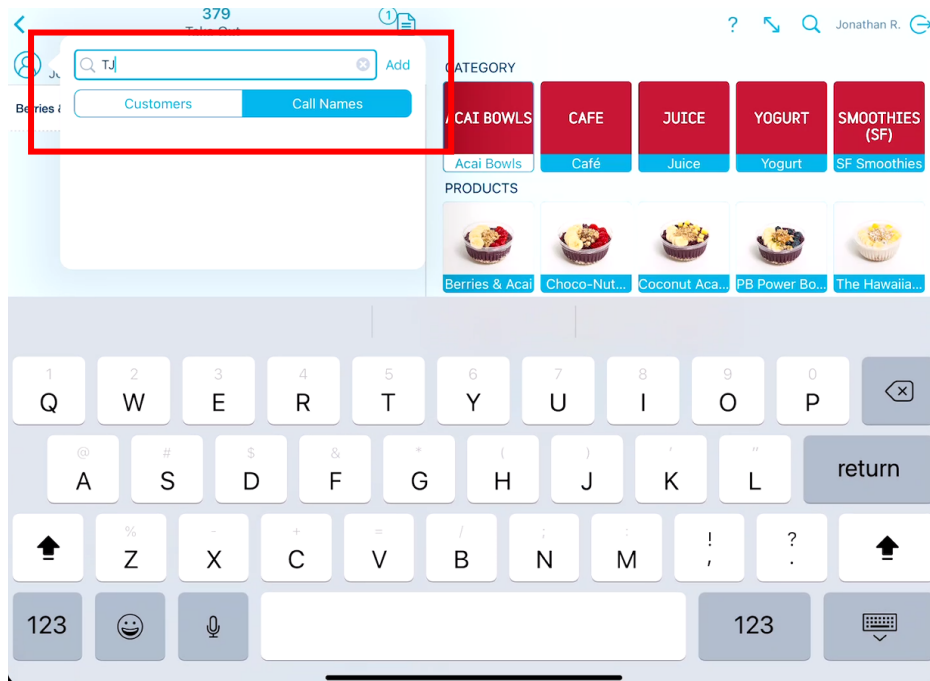 379
Take Out
1
?
Jonathan R.
TJ
Add
Customers
Call Names
CATEGORY
ACAI BOWLS
CAFE
JUICE
YOGURT
SMOOTHIES
(SF)
Acai Bowls
Café
Juice
Yogurt
SF Smoothies
PRODUCTS
Berries & Acai
Choco-Nut...
Coconut Aca...
PB Power Bo...
The Hawaiia...
Berries &
1 2 3 4 5 6 7 8 9 0
Q W E R T Y U I O P
@ # $ & * ( ) ' "
A S D F G H J K L
return
% - + = / ; : ! ?
Z X C V B N M , .
123
123